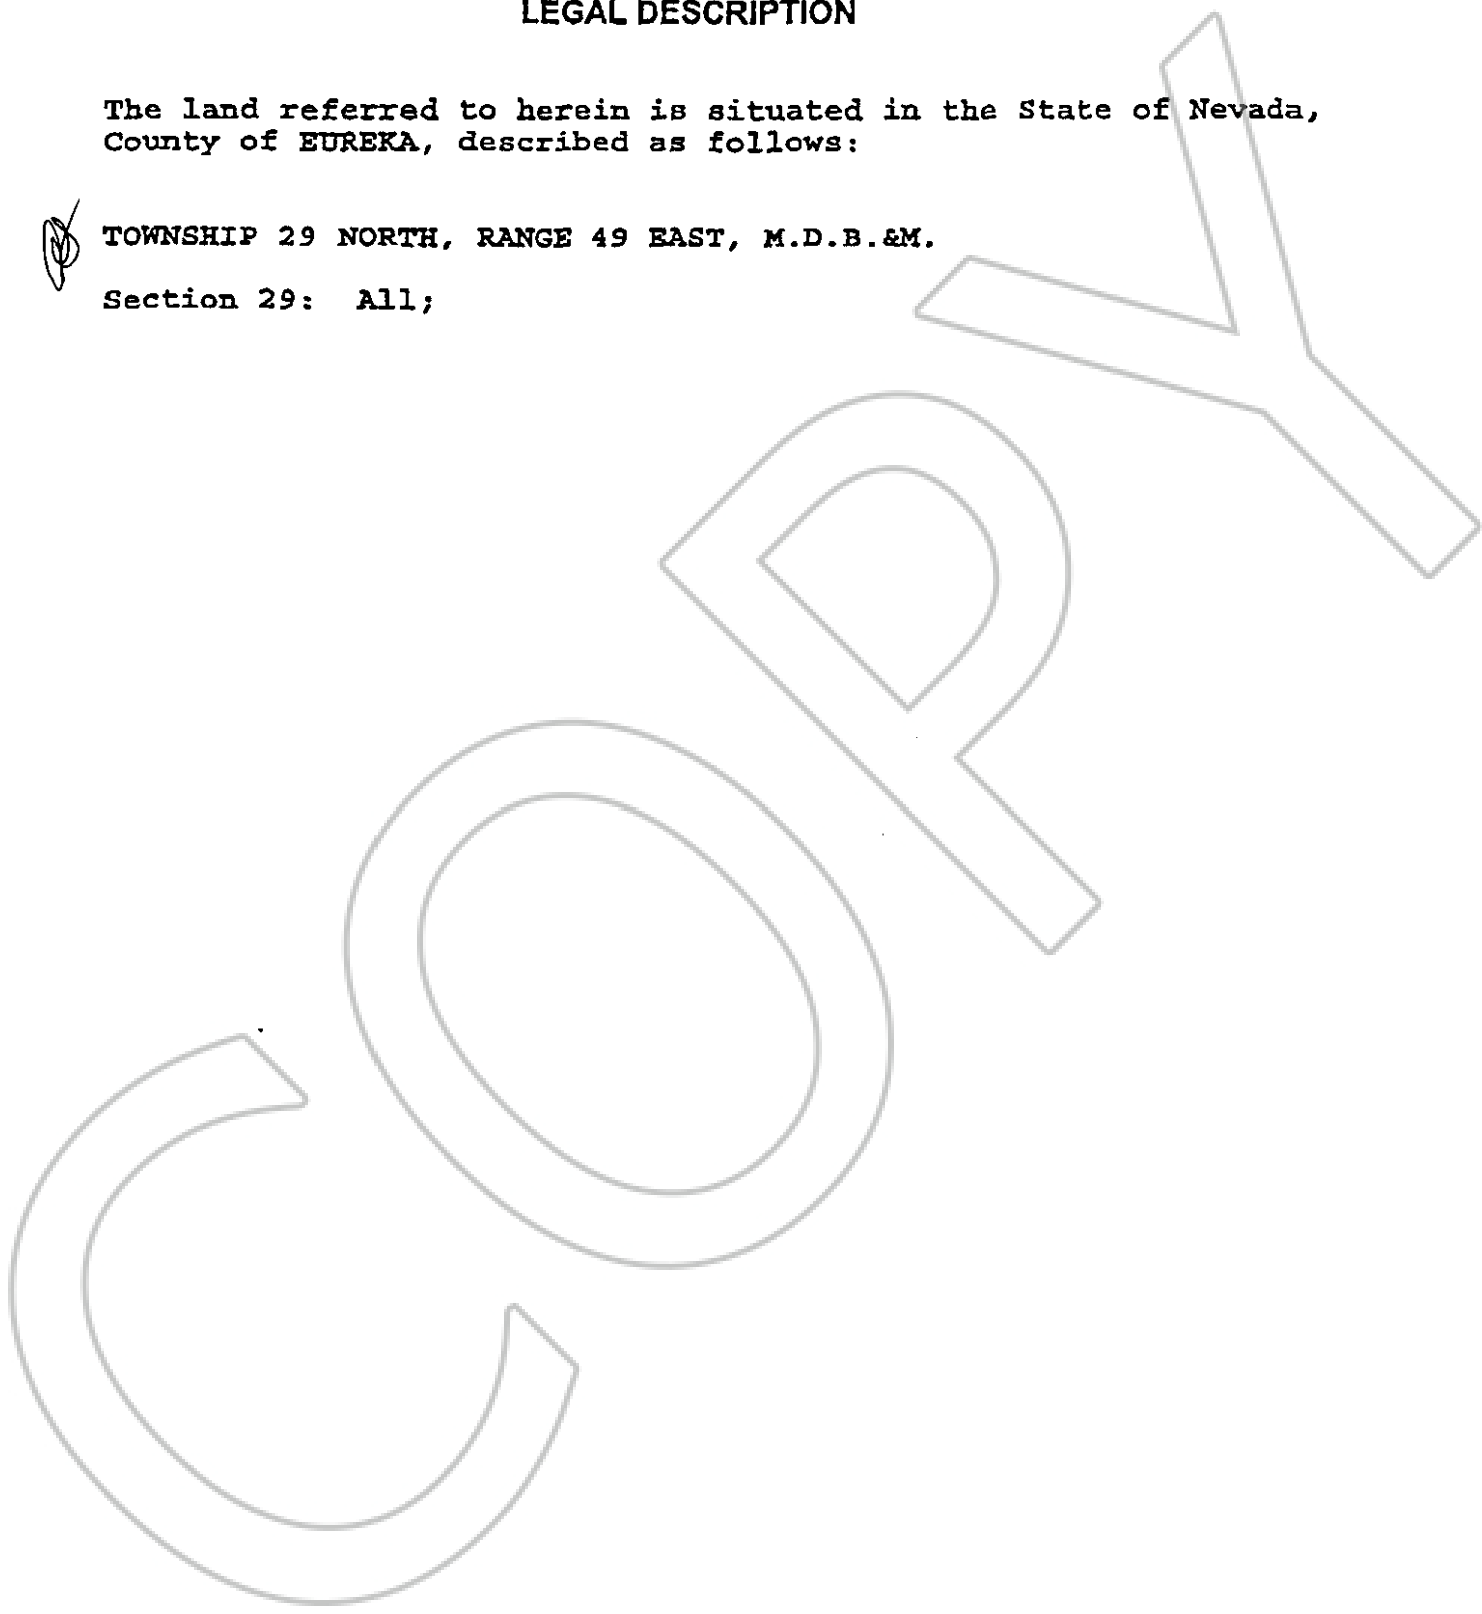 LEGAL DESCRIPTION
The land referred to herein is situated in the State of Nevada,
County of EUREKA, described as follows:
TOWNSHIP 29 NORTH, RANGE 49 EAST, M.D.B.&M.
Section 29: All;
COPY